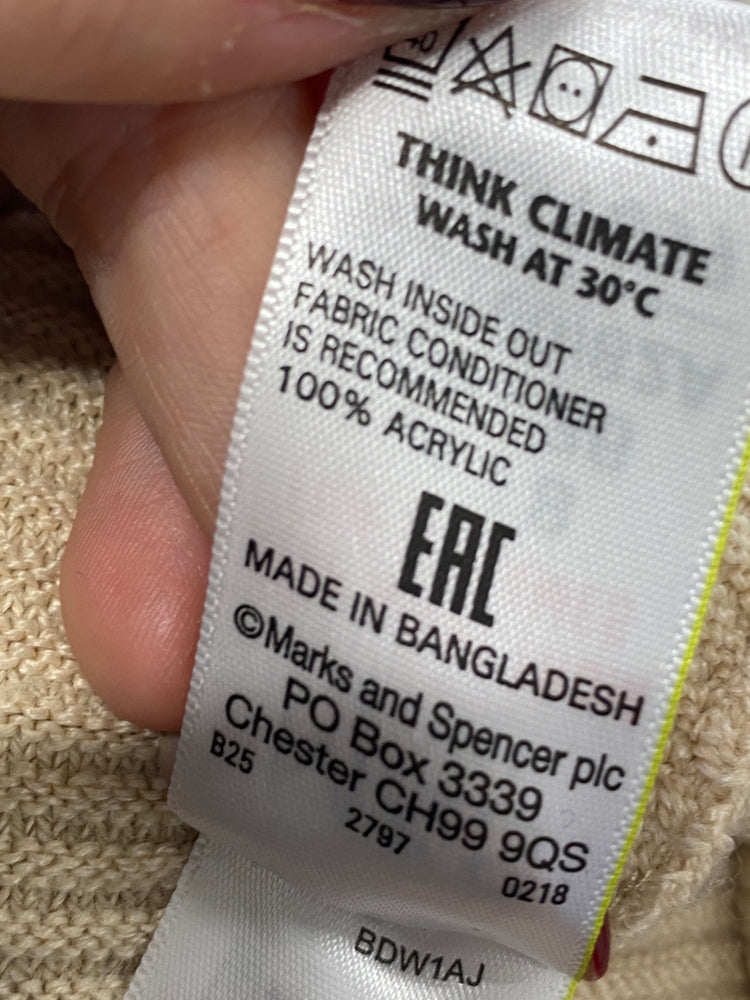 40
THINK CLIMATE
WASH AT 30°C
WASH INSIDE OUT
FABRIC CONDITIONER
IS RECOMMENDED
100% ACRYLIC
EAC
MADE IN BANGLADESH
©Marks and Spencer plc
PO Box 3339
Chester CH99 9QS
B25
2797
0218
BDW1AJ